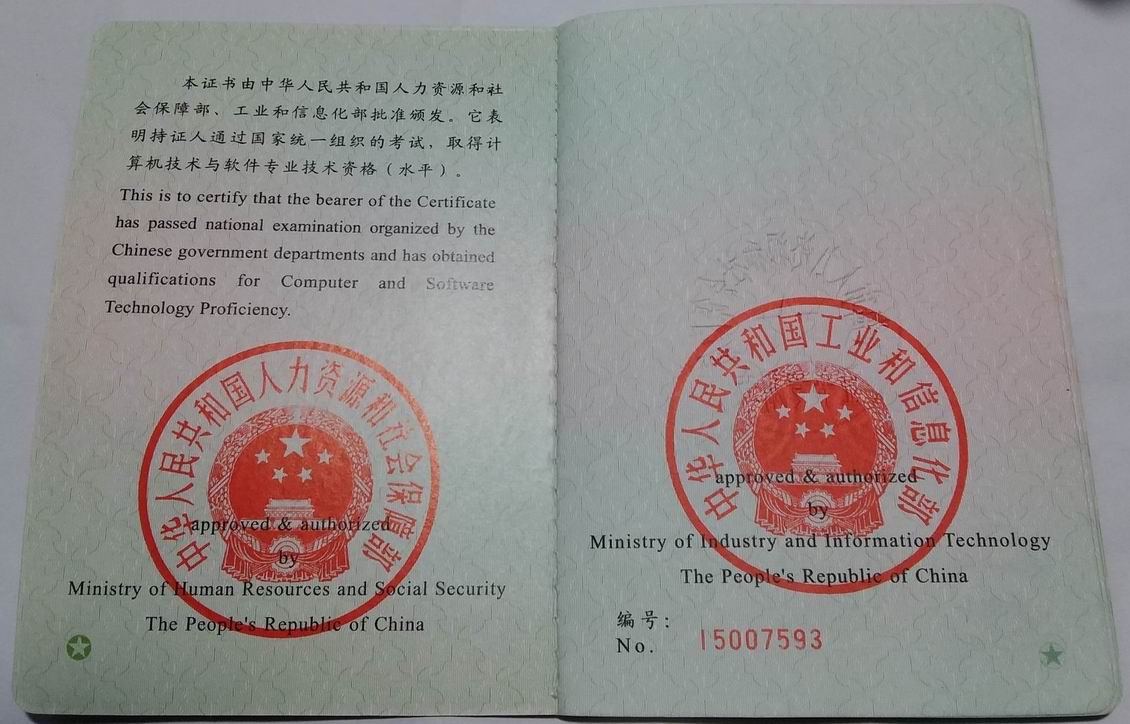 本证书由中华人民共和国人力资源和社
会保障部、工业和信息化部批准颁发。它表
明持证人通过国家统一组织的考试，取得计
算机技术与软件专业技术资格（水平）。
This is to certify that the bearer of the Certificate
has passed national examination organized by the
Chinese government departments and has obtained
qualifications for Computer and Software
Technology Proficiency.
中华人民共和国人力资源和社会保障部
approved & authorized
by
Ministry of Human Resources and Social Security
The People's Republic of China
中华人民共和国工业和信息化部
approved & authorized
by
Ministry of Industry and Information Technology
The People's Republic of China
编号：
No. 15007593